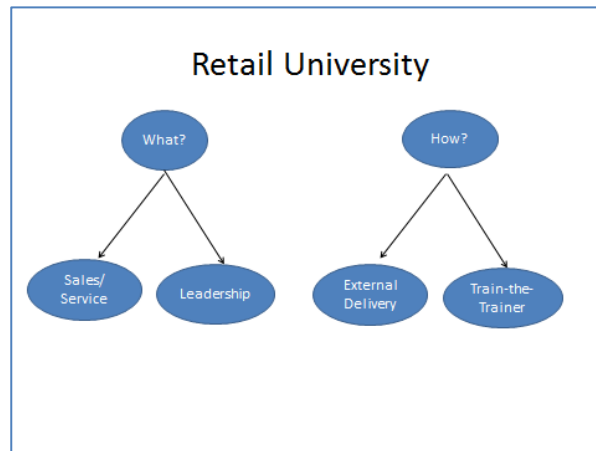 Retail University
What?
How?
Sales/
Service
Leadership
External
Delivery
Train-the-
Trainer